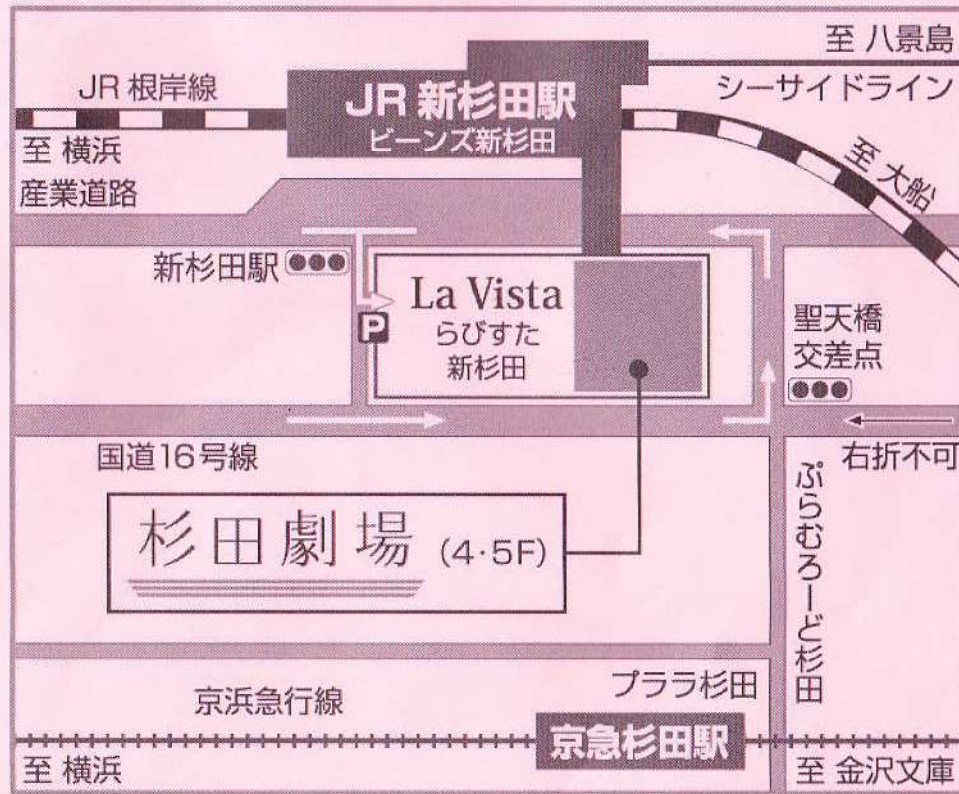 至 八景島
JR 根岸線
JR 新杉田駅
シーサイドライン
ビーンズ新杉田
至 横浜
至 大船
産業道路
新杉田駅
La Vista
らびすた
新杉田
P
聖天橋
交差点
国道16号線
右折不可
杉田劇場 (4・5F)
ぷらむろーど杉田
プララ杉田
京浜急行線
京急杉田駅
至 横浜
至 金沢文庫